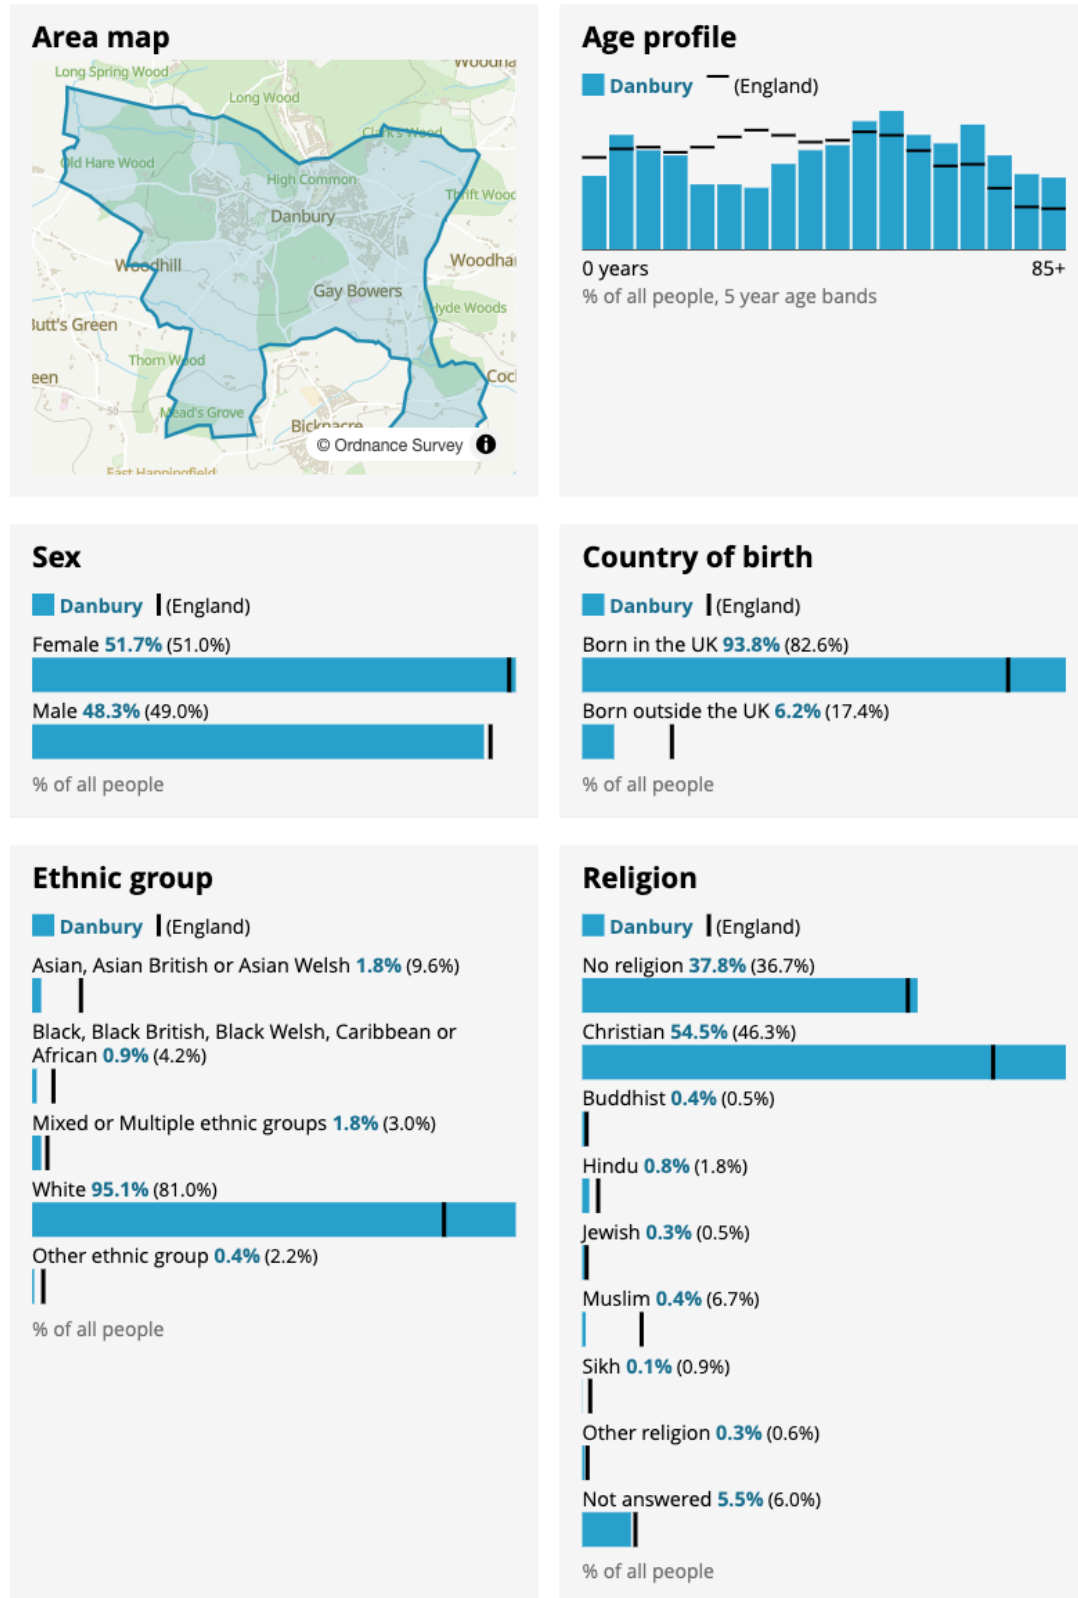 Area map
Long Spring Wood
Long Wood
Clark's Wood
Old Hare Wood
High Common
Thrift Wood
Danbury
Woodhill
Woodha
Gay Bowers
Hyde Woods
Butt's Green
Thorn Wood
een
Coc
50
Mead's Grove
Bicknacre
© Ordnance Survey
East Hanningfield
Age profile
Danbury (England)
0 years 85+
% of all people, 5 year age bands
Sex
Danbury (England)
Female 51.7% (51.0%)
Male 48.3% (49.0%)
% of all people
Country of birth
Danbury (England)
Born in the UK 93.8% (82.6%)
Born outside the UK 6.2% (17.4%)
% of all people
Ethnic group
Danbury (England)
Asian, Asian British or Asian Welsh 1.8% (9.6%)
Black, Black British, Black Welsh, Caribbean or
African 0.9% (4.2%)
Mixed or Multiple ethnic groups 1.8% (3.0%)
White 95.1% (81.0%)
Other ethnic group 0.4% (2.2%)
% of all people
Religion
Danbury (England)
No religion 37.8% (36.7%)
Christian 54.5% (46.3%)
Buddhist 0.4% (0.5%)
Hindu 0.8% (1.8%)
Jewish 0.3% (0.5%)
Muslim 0.4% (6.7%)
Sikh 0.1% (0.9%)
Other religion 0.3% (0.6%)
Not answered 5.5% (6.0%)
% of all people